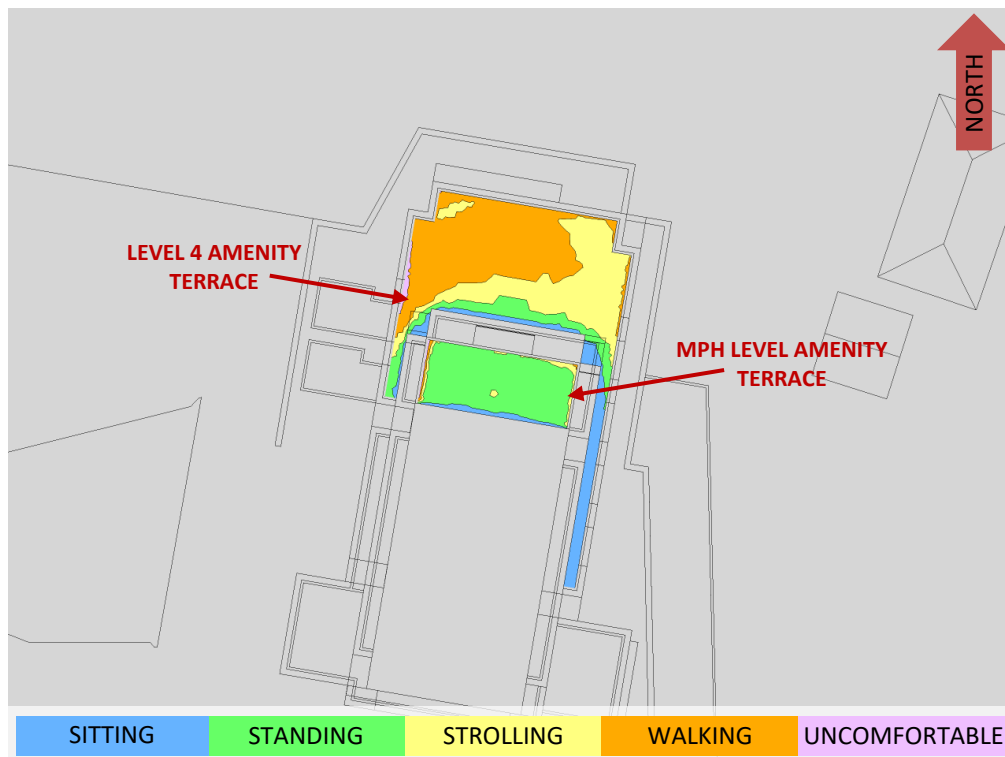 NORTH
LEVEL 4 AMENITY
TERRACE
MPH LEVEL AMENITY
TERRACE
SITTING
STANDING
STROLLING
WALKING
UNCOMFORTABLE